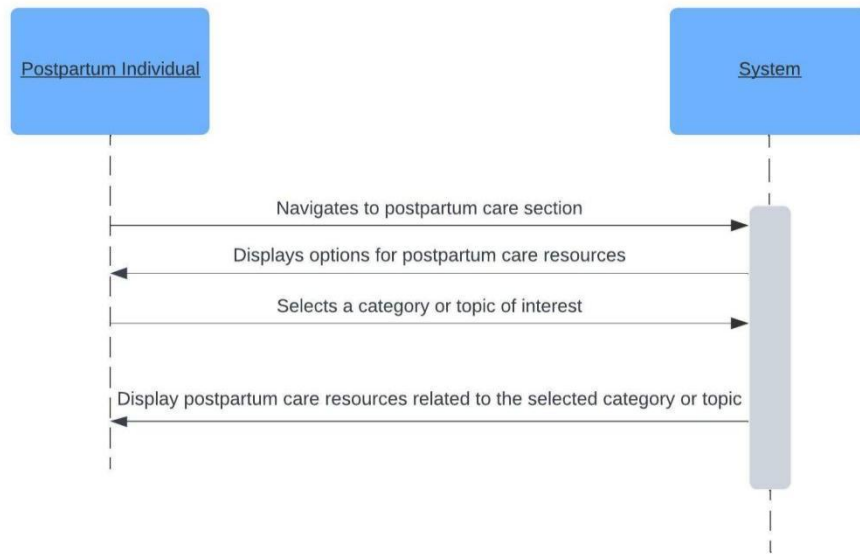 Postpartum Individual
System
Navigates to postpartum care section
Displays options for postpartum care resources
Selects a category or topic of interest
Display postpartum care resources related to the selected category or topic